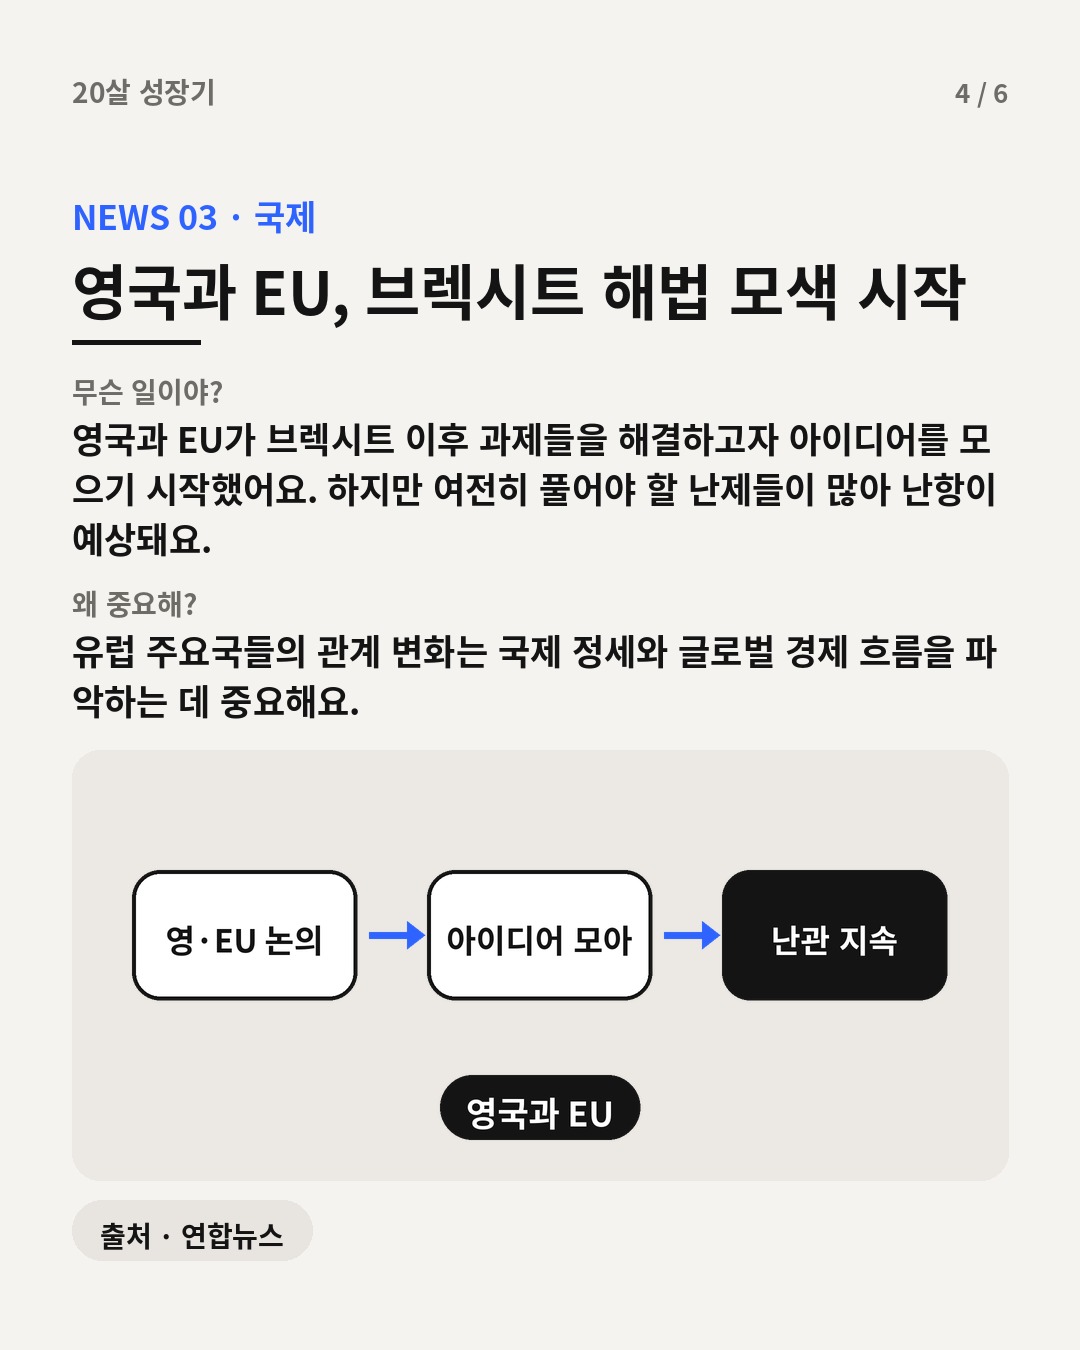 20살 성장기
4 / 6
NEWS 03 · 국제
영국과 EU, 브렉시트 해법 모색 시작
무슨 일이야?
영국과 EU가 브렉시트 이후 과제들을 해결하고자 아이디어를 모
으기 시작했어요. 하지만 여전히 풀어야 할 난제들이 많아 난항이
예상돼요.
왜 중요해?
유럽 주요국들의 관계 변화는 국제 정세와 글로벌 경제 흐름을 파
악하는 데 중요해요.
영·EU 논의
아이디어 모아
난관 지속
영국과 EU
출처 · 연합뉴스